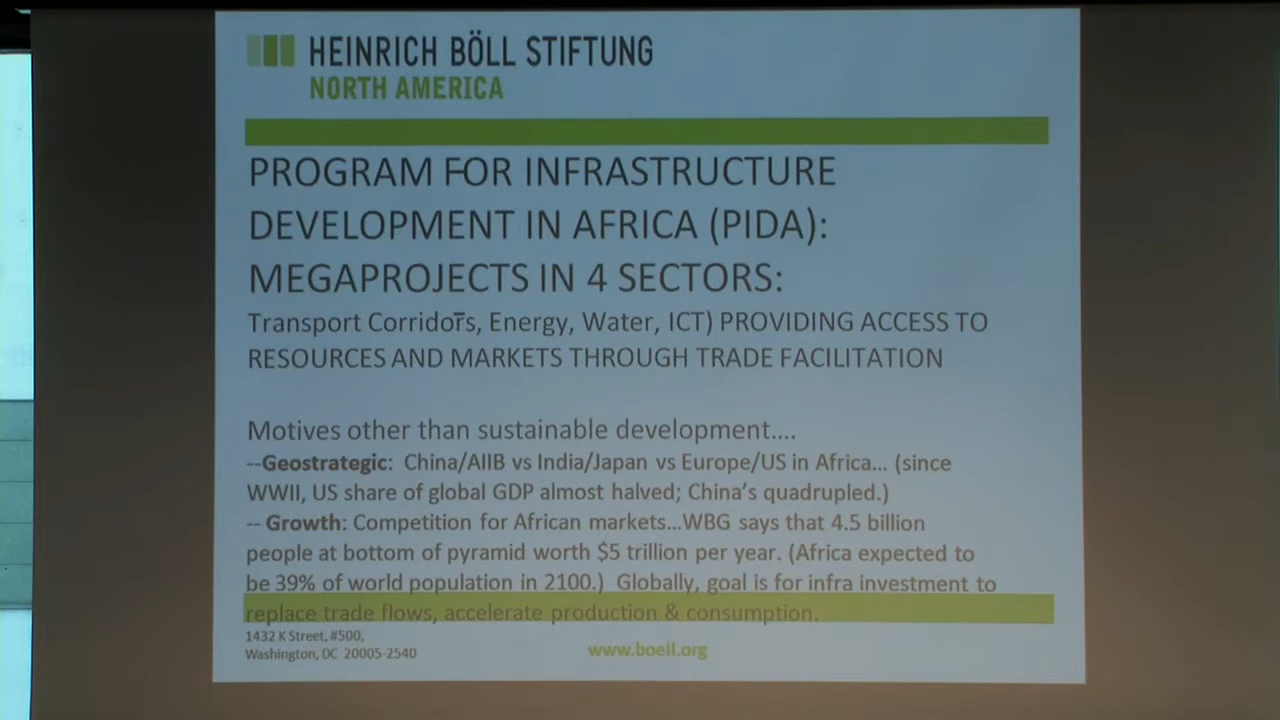 HEINRICH BÖLL STIFTUNG
NORTH AMERICA
PROGRAM FOR INFRASTRUCTURE
DEVELOPMENT IN AFRICA (PIDA):
MEGAPROJECTS IN 4 SECTORS:
Transport Corridors, Energy, Water, ICT) PROVIDING ACCESS TO
RESOURCES AND MARKETS THROUGH TRADE FACILITATION
Motives other than sustainable development....
--Geostrategic: China/AIIB vs India/Japan vs Europe/US in Africa... (since
WWII, US share of global GDP almost halved; China's quadrupled.)
-- Growth: Competition for African markets...WBG says that 4.5 billion
people at bottom of pyramid worth $5 trillion per year. (Africa expected to
be 39% of world population in 2100.) Globally, goal is for infra investment to
replace trade flows, accelerate production & consumption.
1432 K Street, #500,
Washington, DC 20005-2540
www.boell.org